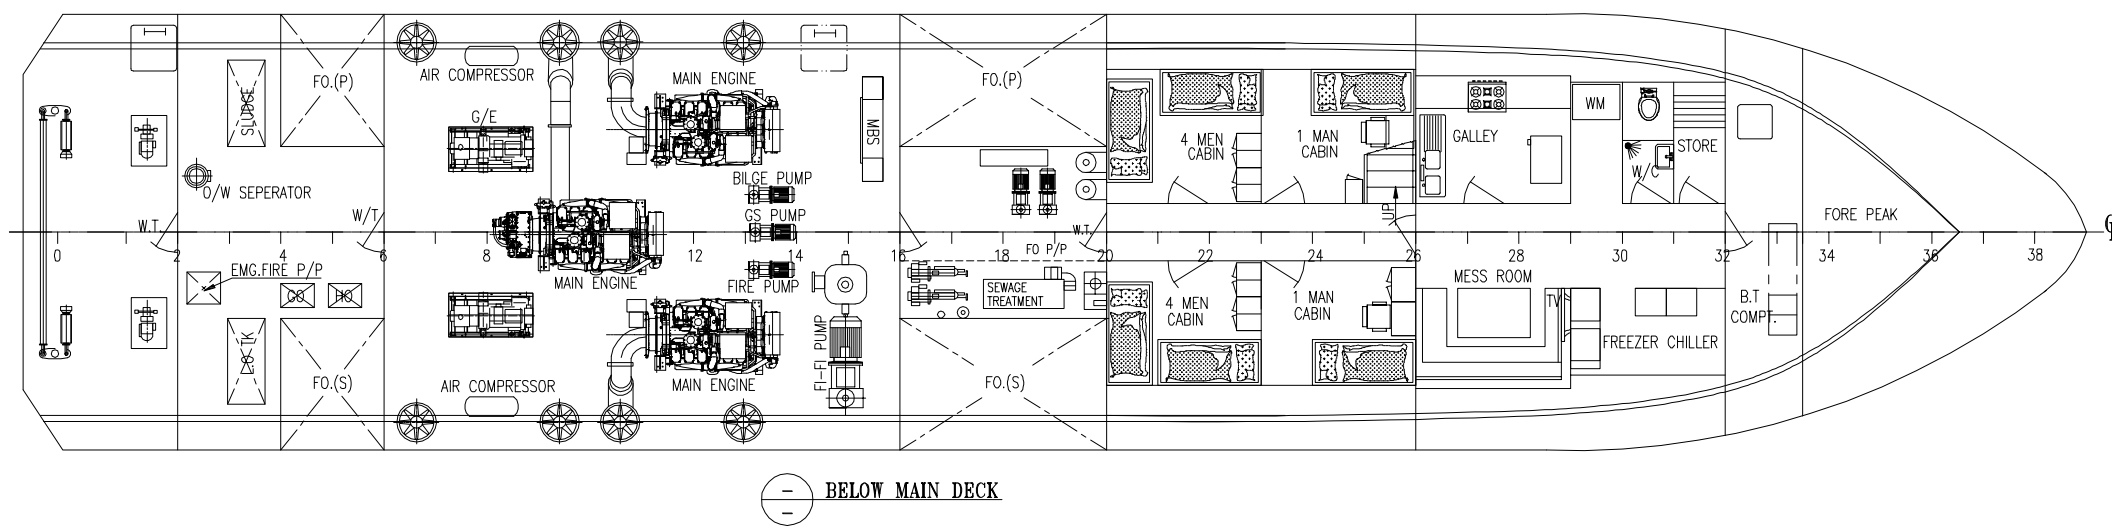 AIR COMPRESSOR
MAIN ENGINE
FO.(P)
FO.(P)
SLUDGE
G/E
MBS
4 MEN
CABIN
1 MAN
CABIN
GALLEY
WM
W/C
STORE
O/W SEPERATOR
BILGE PUMP
GS PUMP
W.T.
W/T
W.T.
UP
FORE PEAK
0 2 4 6 8 12 14 16 18 20 22 24 26 28 30 32 34 36 38
EMG.FIRE P/P
GO
HO
MAIN ENGINE
FIRE PUMP
FO P/P
SEWAGE
TREATMENT
4 MEN
CABIN
1 MAN
CABIN
MESS ROOM
TV
B.T
COMPT.
FREEZER CHILLER
LO TK
FO.(S)
AIR COMPRESSOR
MAIN ENGINE
FI-FI PUMP
FO.(S)
BELOW MAIN DECK